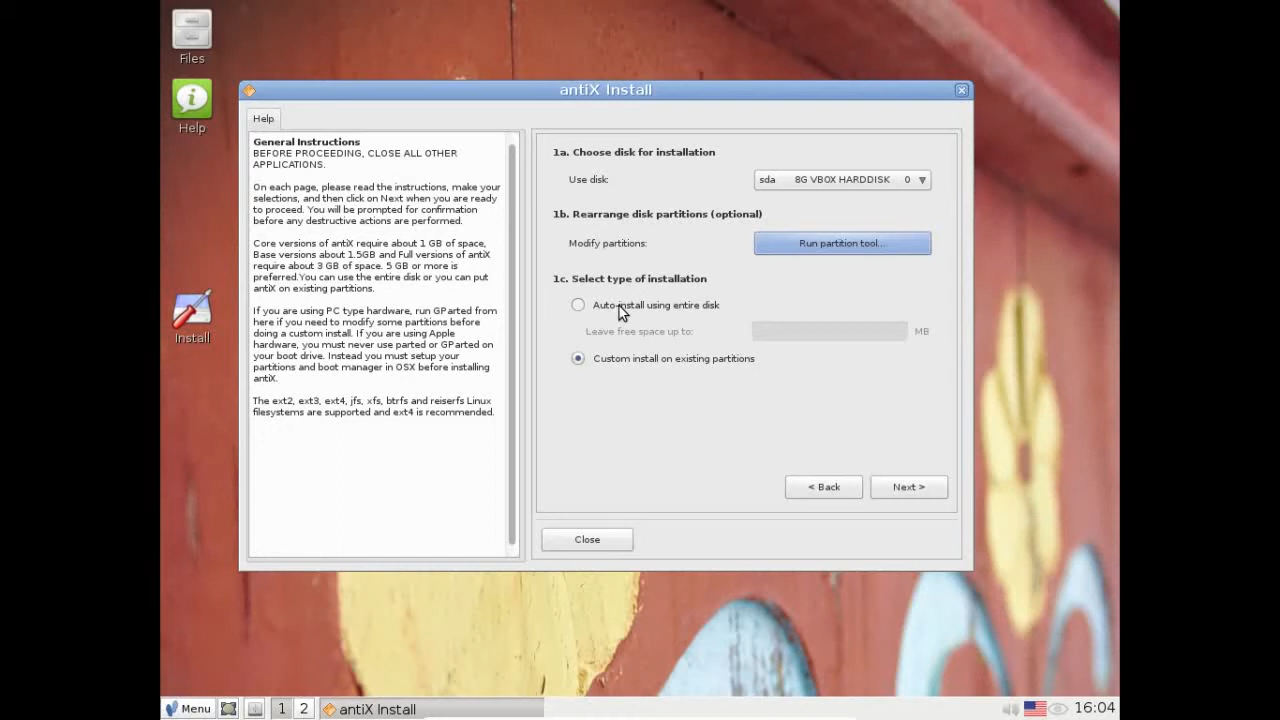 Files
Help
Install
antiX Install
Help
General Instructions
BEFORE PROCEEDING, CLOSE ALL OTHER
APPLICATIONS.
On each page, please read the instructions, make your
selections, and then click on Next when you are ready
to proceed. You will be prompted for confirmation
before any destructive actions are performed.
Core versions of antiX require about 1 GB of space,
Base versions about 1.5GB and Full versions of antiX
require about 3 GB of space. 5 GB or more is
preferred.You can use the entire disk or you can put
antiX on existing partitions.
If you are using PC type hardware, run GParted from
here if you need to modify some partitions before
doing a custom install. If you are using Apple
hardware, you must never use parted or GParted on
your boot drive. Instead you must setup your
partitions and boot manager in OSX before installing
antiX.
The ext2, ext3, ext4, jfs, xfs, btrfs and reiserfs Linux
filesystems are supported and ext4 is recommended.
1a. Choose disk for installation
Use disk: sda 8G VBOX HARDDISK 0
1b. Rearrange disk partitions (optional)
Modify partitions: Run partition tool...
1c. Select type of installation
Auto-install using entire disk
Leave free space up to: MB
Custom install on existing partitions
< Back Next >
Close
Menu 1 2 antiX Install 16:04